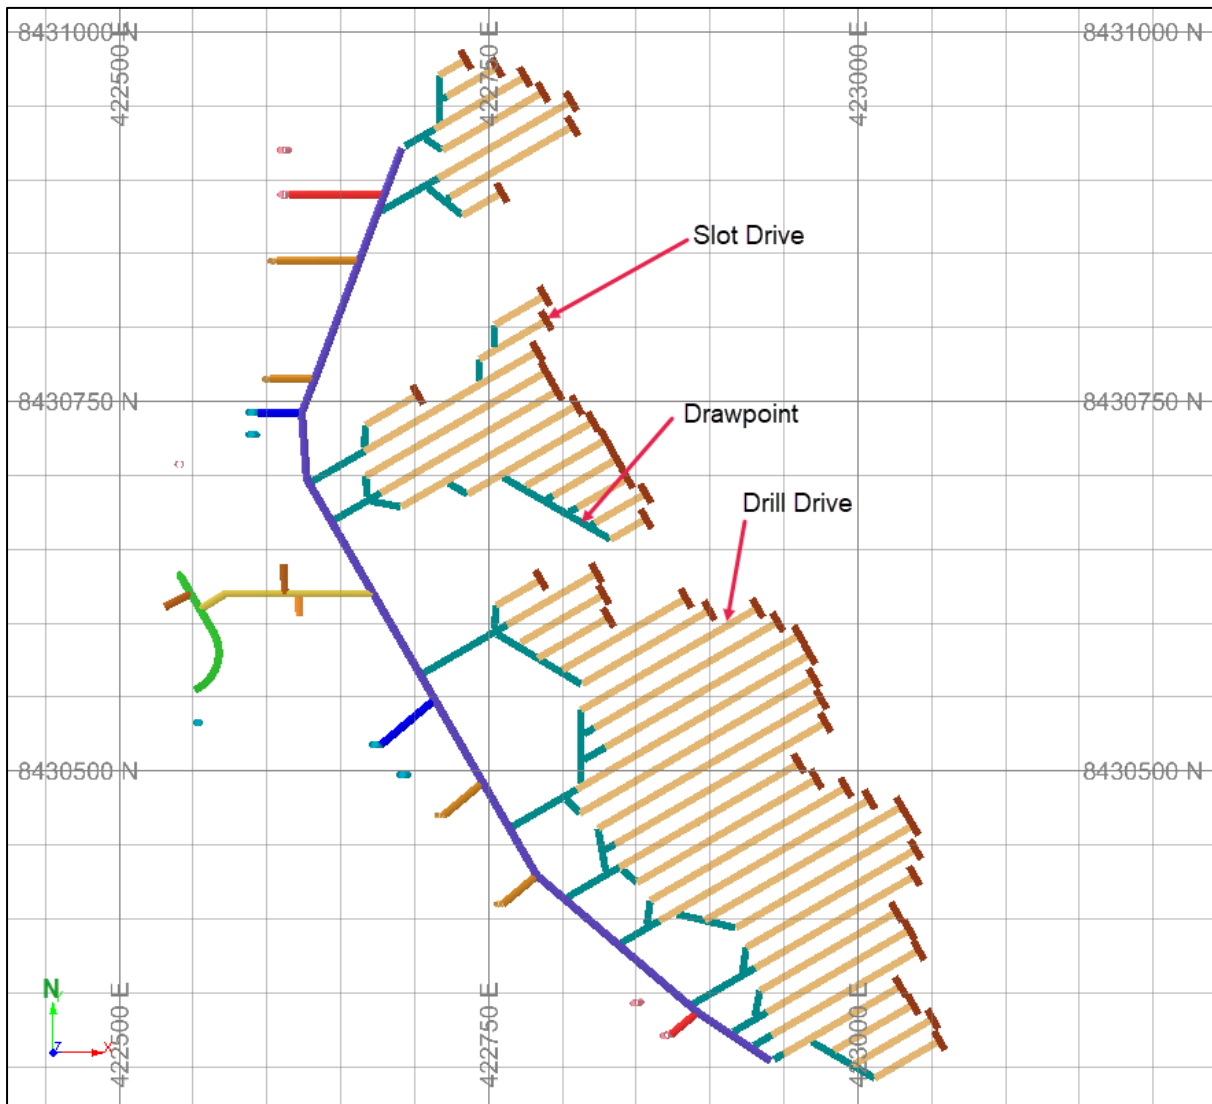 8431000 N
8431000 N
422500 E
422750 E
423000 E
Slot Drive
8430750 N
8430750 N
Drawpoint
Drill Drive
8430500 N
8430500 N
N
Y
Z
X
422500 E
422750 E
423000 E